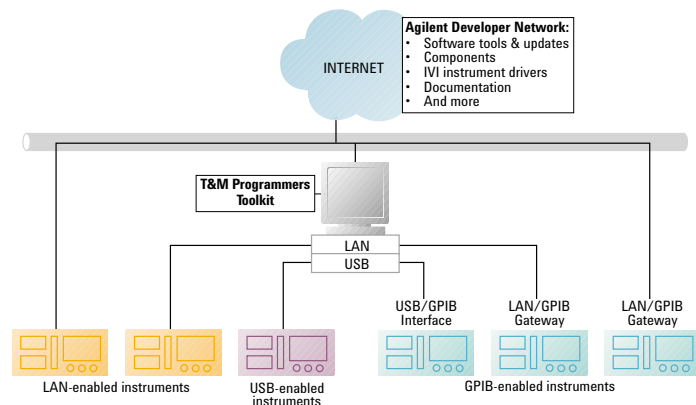 Agilent Developer Network:
• Software tools & updates
• Components
• IVI instrument drivers
• Documentation
• And more
INTERNET
T&M Programmers
Toolkit
LAN
USB
USB/GPIB
Interface
LAN/GPIB
Gateway
LAN/GPIB
Gateway
LAN-enabled instruments
USB-enabled
instruments
GPIB-enabled instruments